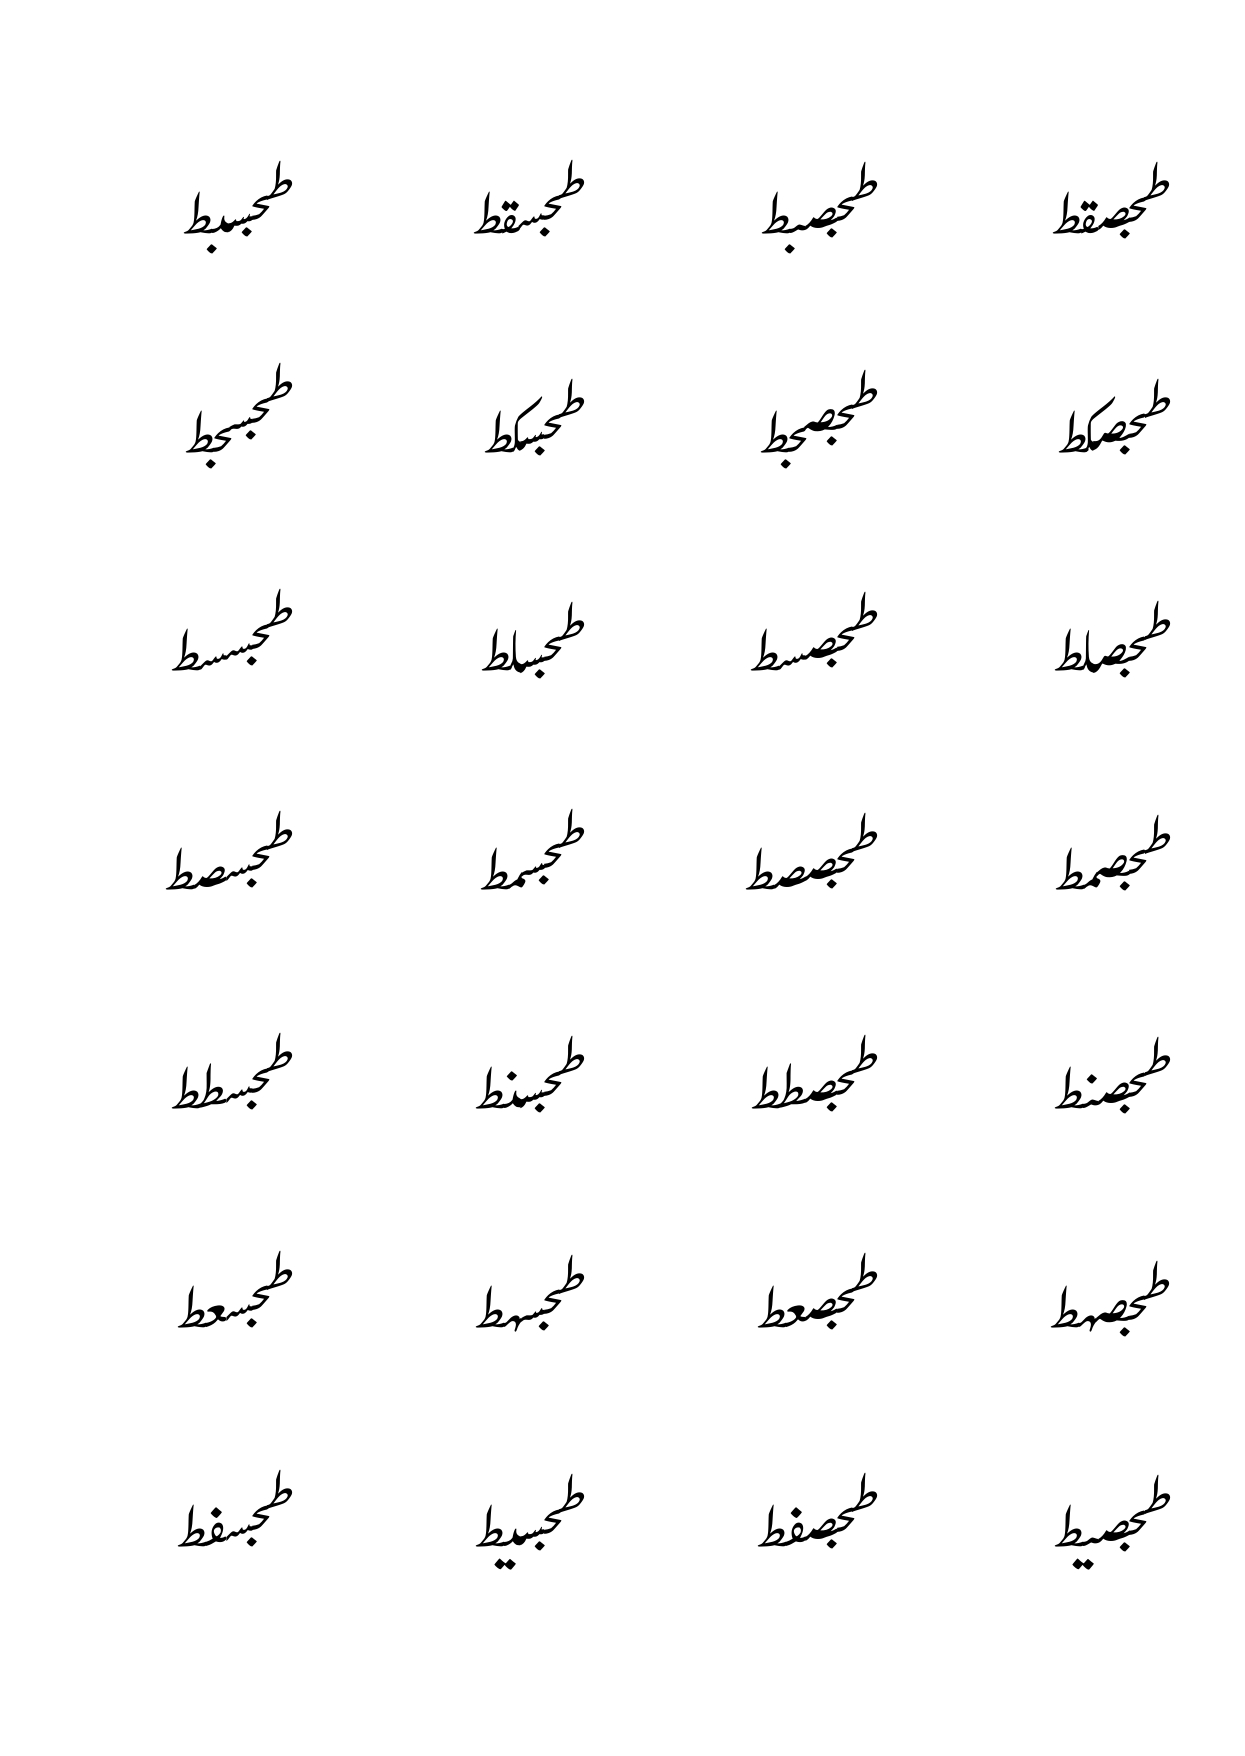 طجصقط طجصبط طجسقط طجسبط
طجصكط طجصجط طجسكط طجسجط
طجصلط طجصسط طجسلط طجسسط
طجصمط طجصصط طجسمط طجسصط
طجصنط طجصطط طجسنط طجسطط
طجصهط طجصعط طجسهط طجسعط
طجصيط طجصفط طجسيط طجسفط